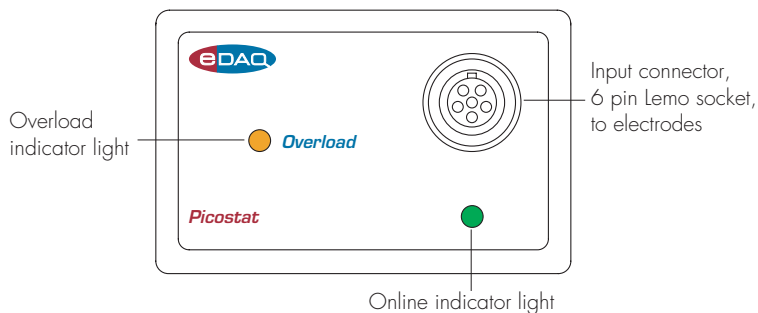 eDAQ
Input connector,
6 pin Lemo socket,
to electrodes
Overload
indicator light
Overload
Picostat
Online indicator light